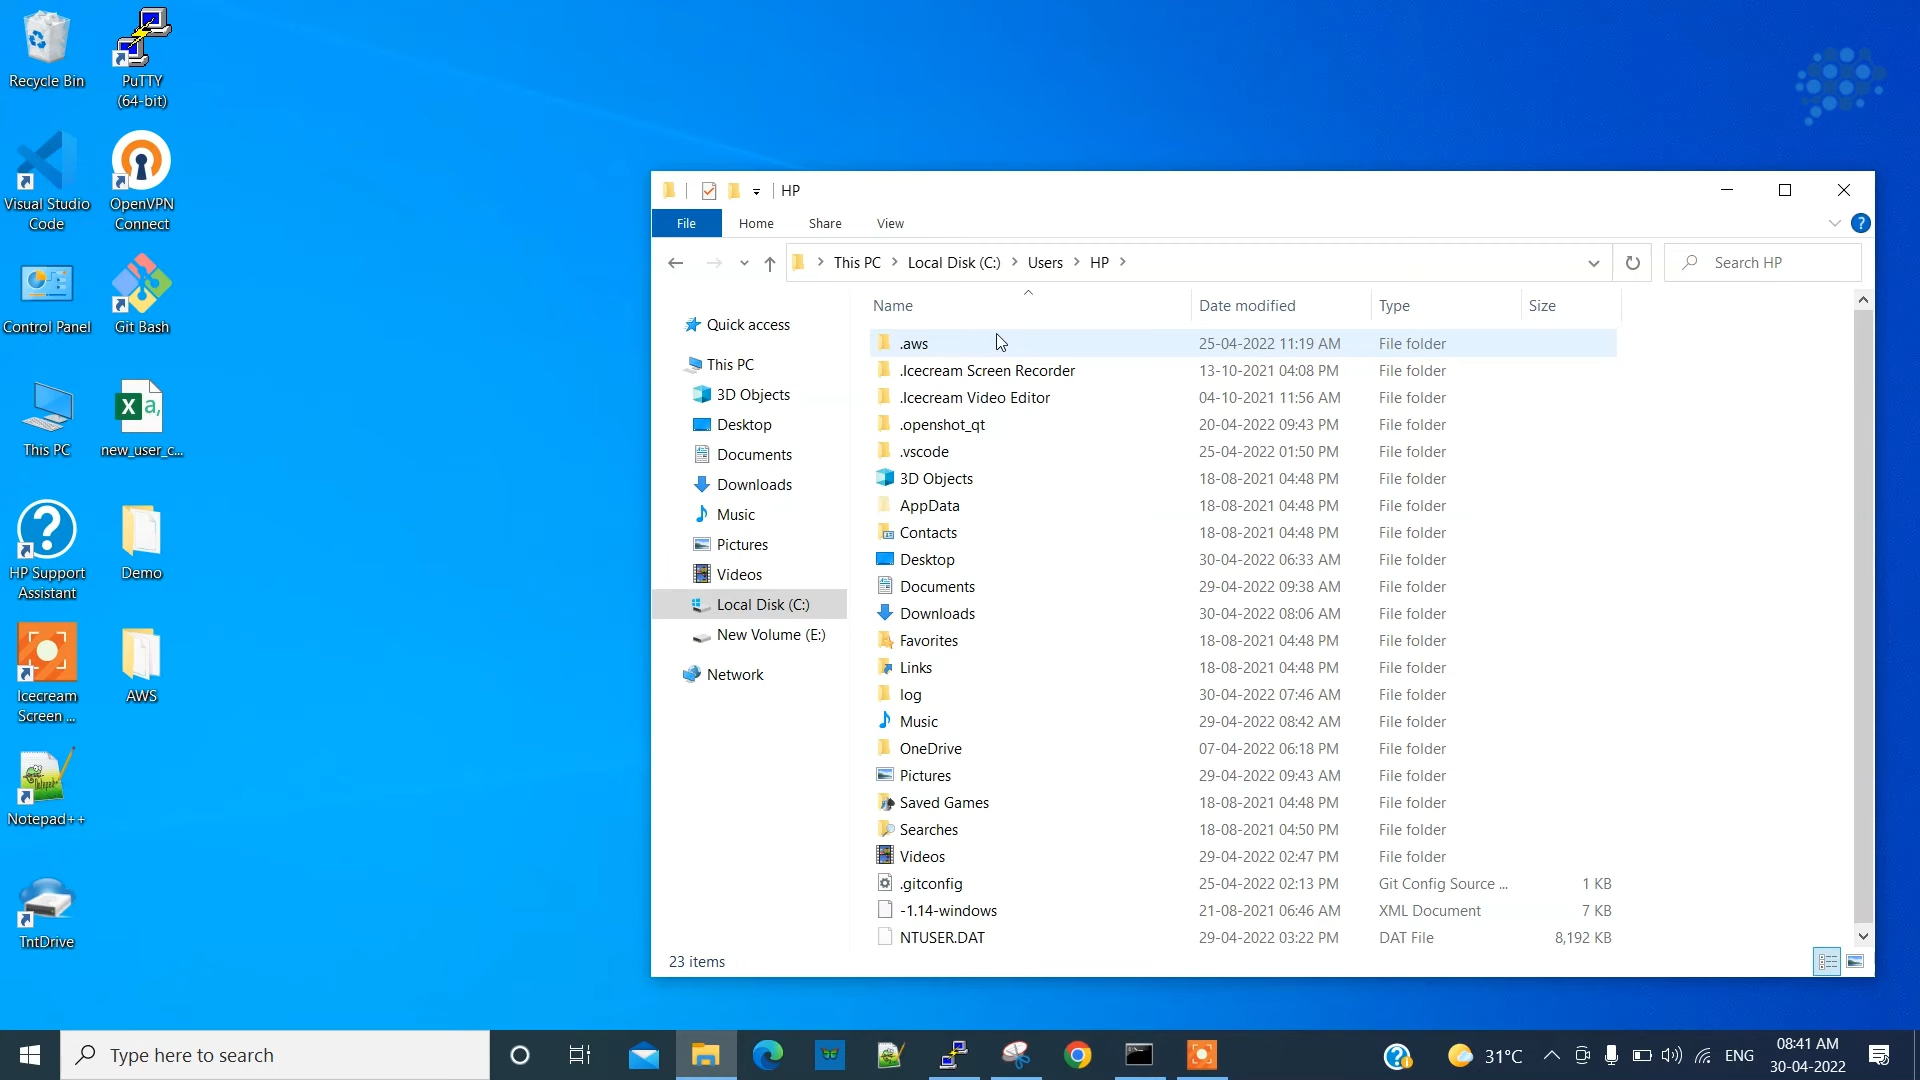 Recycle Bin
PuTTY
(64-bit)
Visual Studio
Code
OpenVPN
Connect
Control Panel
Git Bash
This PC
new_user_c...
HP Support
Assistant
Demo
Icecream
Screen ...
AWS
Notepad++
TntDrive
HP
File Home Share View
This PC Local Disk (C:) Users HP
Search HP
Quick access
This PC
3D Objects
Desktop
Documents
Downloads
Music
Pictures
Videos
Local Disk (C:)
New Volume (E:)
Network
Name Date modified Type Size
.aws 25-04-2022 11:19 AM File folder
.Icecream Screen Recorder 13-10-2021 04:08 PM File folder
.Icecream Video Editor 04-10-2021 11:56 AM File folder
.openshot_qt 20-04-2022 09:43 PM File folder
.vscode 25-04-2022 01:50 PM File folder
3D Objects 18-08-2021 04:48 PM File folder
AppData 18-08-2021 04:48 PM File folder
Contacts 18-08-2021 04:48 PM File folder
Desktop 30-04-2022 06:33 AM File folder
Documents 29-04-2022 09:38 AM File folder
Downloads 30-04-2022 08:06 AM File folder
Favorites 18-08-2021 04:48 PM File folder
Links 18-08-2021 04:48 PM File folder
log 30-04-2022 07:46 AM File folder
Music 29-04-2022 08:42 AM File folder
OneDrive 07-04-2022 06:18 PM File folder
Pictures 29-04-2022 09:43 AM File folder
Saved Games 18-08-2021 04:48 PM File folder
Searches 18-08-2021 04:50 PM File folder
Videos 29-04-2022 02:47 PM File folder
.gitconfig 25-04-2022 02:13 PM Git Config Source ... 1 KB
-1.14-windows 21-08-2021 06:46 AM XML Document 7 KB
NTUSER.DAT 29-04-2022 03:22 PM DAT File 8,192 KB
23 items
Type here to search
31°C
ENG
08:41 AM
30-04-2022